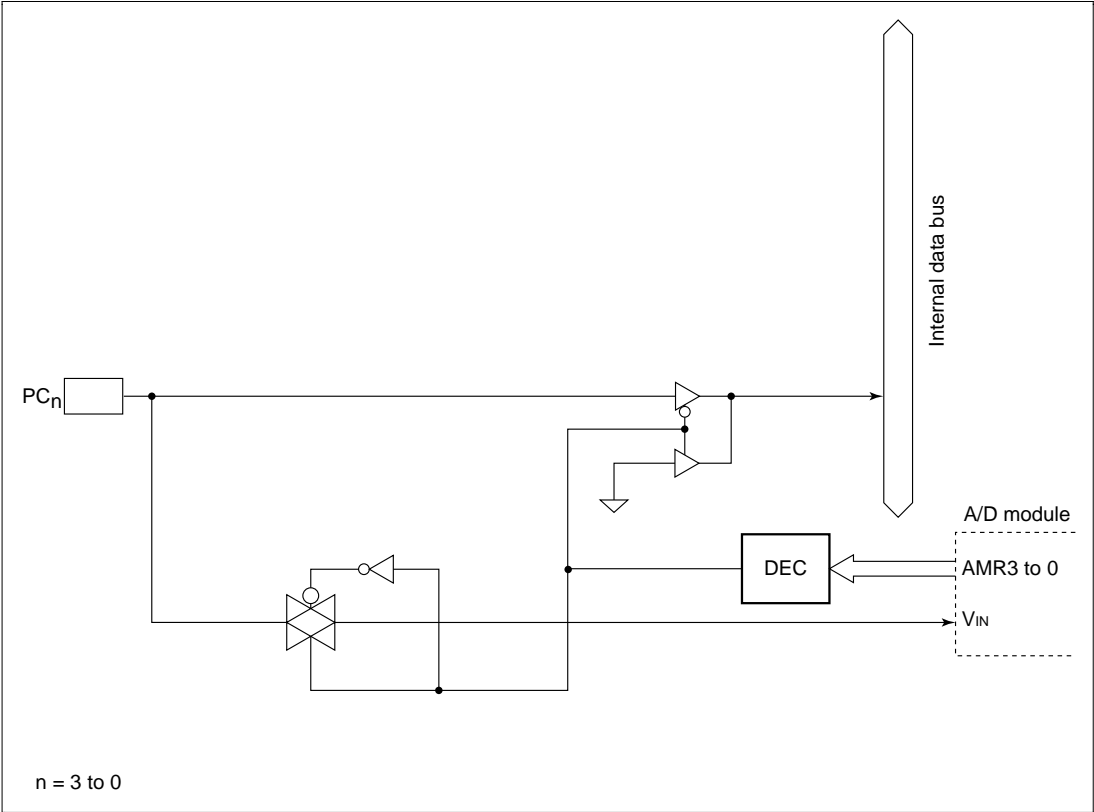 Internal data bus
PCn
A/D module
DEC
AMR3 to 0
VIN
n = 3 to 0